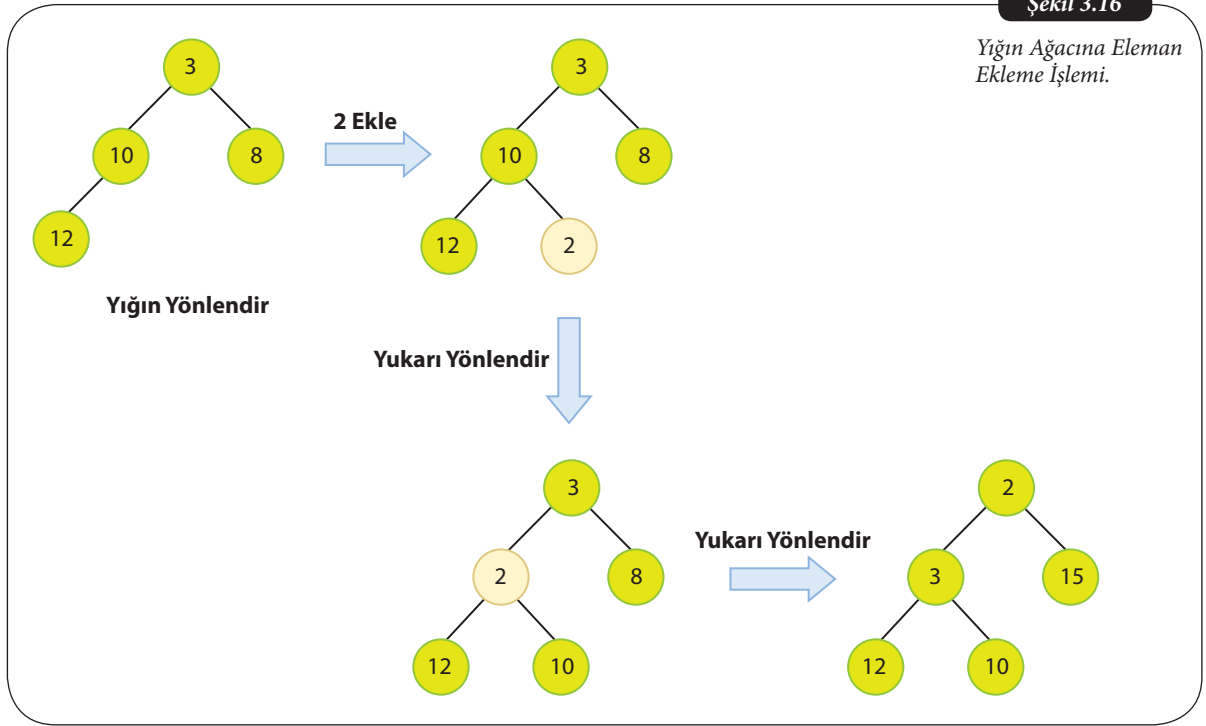 Şekil 3.16
Yığın Ağacına Eleman
Ekleme İşlemi.
3
10
8
12
Yığın Yönlendir
2 Ekle
3
10
8
12
2
Yukarı Yönlendir
3
2
8
12
10
Yukarı Yönlendir
2
3
15
12
10